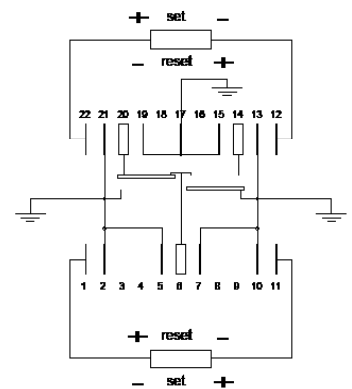 + set -
- reset +
22 21 20 19 18 17 16 15 14 13 12
1 2 3 4 5 6 7 8 9 10 11
+ reset -
- set +